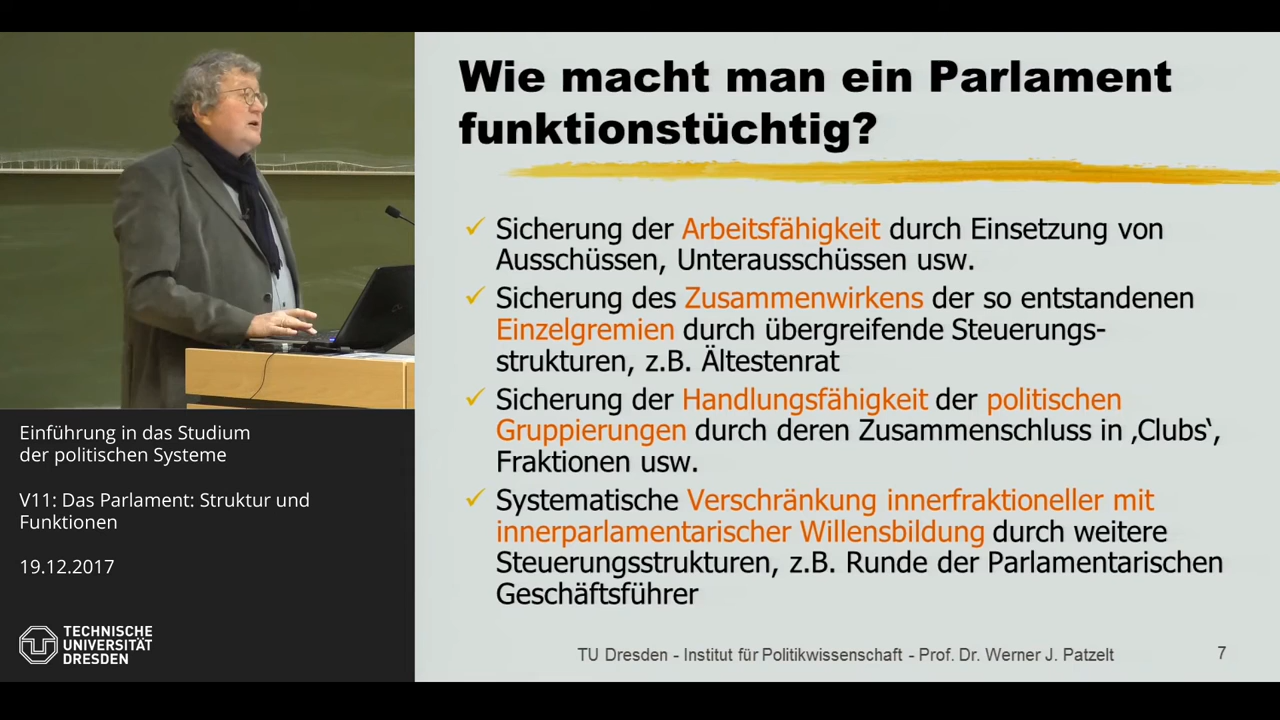 Wie macht man ein Parlament
funktionstüchtig?
✓ Sicherung der Arbeitsfähigkeit durch Einsetzung von
Ausschüssen, Unterausschüssen usw.
✓ Sicherung des Zusammenwirkens der so entstandenen
Einzelgremien durch übergreifende Steuerungs-
strukturen, z.B. Ältestenrat
✓ Sicherung der Handlungsfähigkeit der politischen
Gruppierungen durch deren Zusammenschluss in ‚Clubs‛,
Fraktionen usw.
✓ Systematische Verschränkung innerfraktioneller mit
innerparlamentarischer Willensbildung durch weitere
Steuerungsstrukturen, z.B. Runde der Parlamentarischen
Geschäftsführer
TU Dresden - Institut für Politikwissenschaft - Prof. Dr. Werner J. Patzelt
7
Einführung in das Studium
der politischen Systeme
V11: Das Parlament: Struktur und
Funktionen
19.12.2017
TECHNISCHE
UNIVERSITÄT
DRESDEN